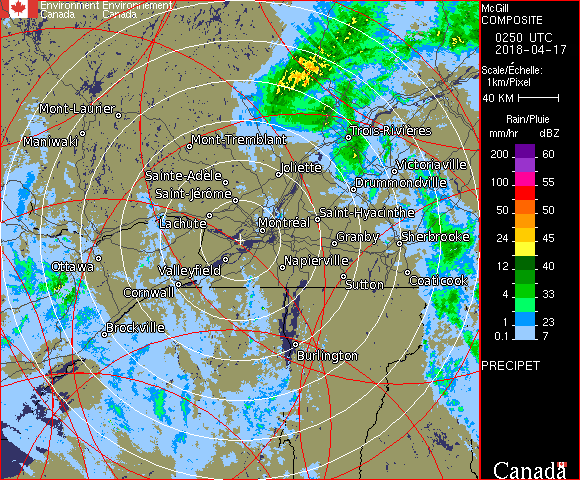 Environment Environnement
Canada Canada
McGill
COMPOSITE
0250 UTC
2018-04-17
Scale/Échelle:
1km/Pixel
40 KM
Rain/Pluie
mm/hr dBZ
200 60
100 55
50 50
24 45
12 40
4 33
1 23
0.1 7
PRECIPET
Canada
Mont-Laurier
Maniwaki
Mont-Tremblant
Trois-Rivières
Joliette
Victoriaville
Sainte-Adèle
Drummondville
Saint-Jérôme
Lachute
Saint-Hyacinthe
Montréal
Granby
Sherbrooke
Ottawa
Valleyfield
Napierville
Coaticook
Cornwall
Sutton
Brockville
Burlington